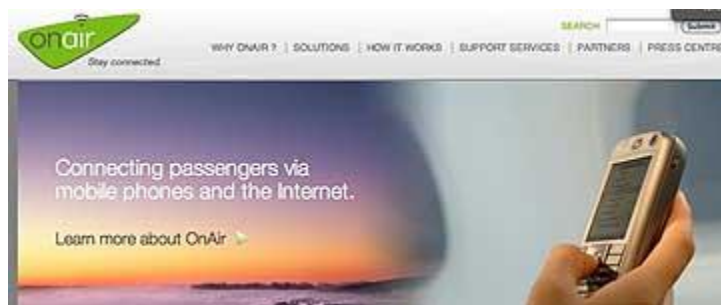 onair
Stay connected.
SEARCH Submit
WHY ONAIR ? | SOLUTIONS | HOW IT WORKS | SUPPORT SERVICES | PARTNERS | PRESS CENTRE
Connecting passengers via
mobile phones and the Internet.
Learn more about OnAir